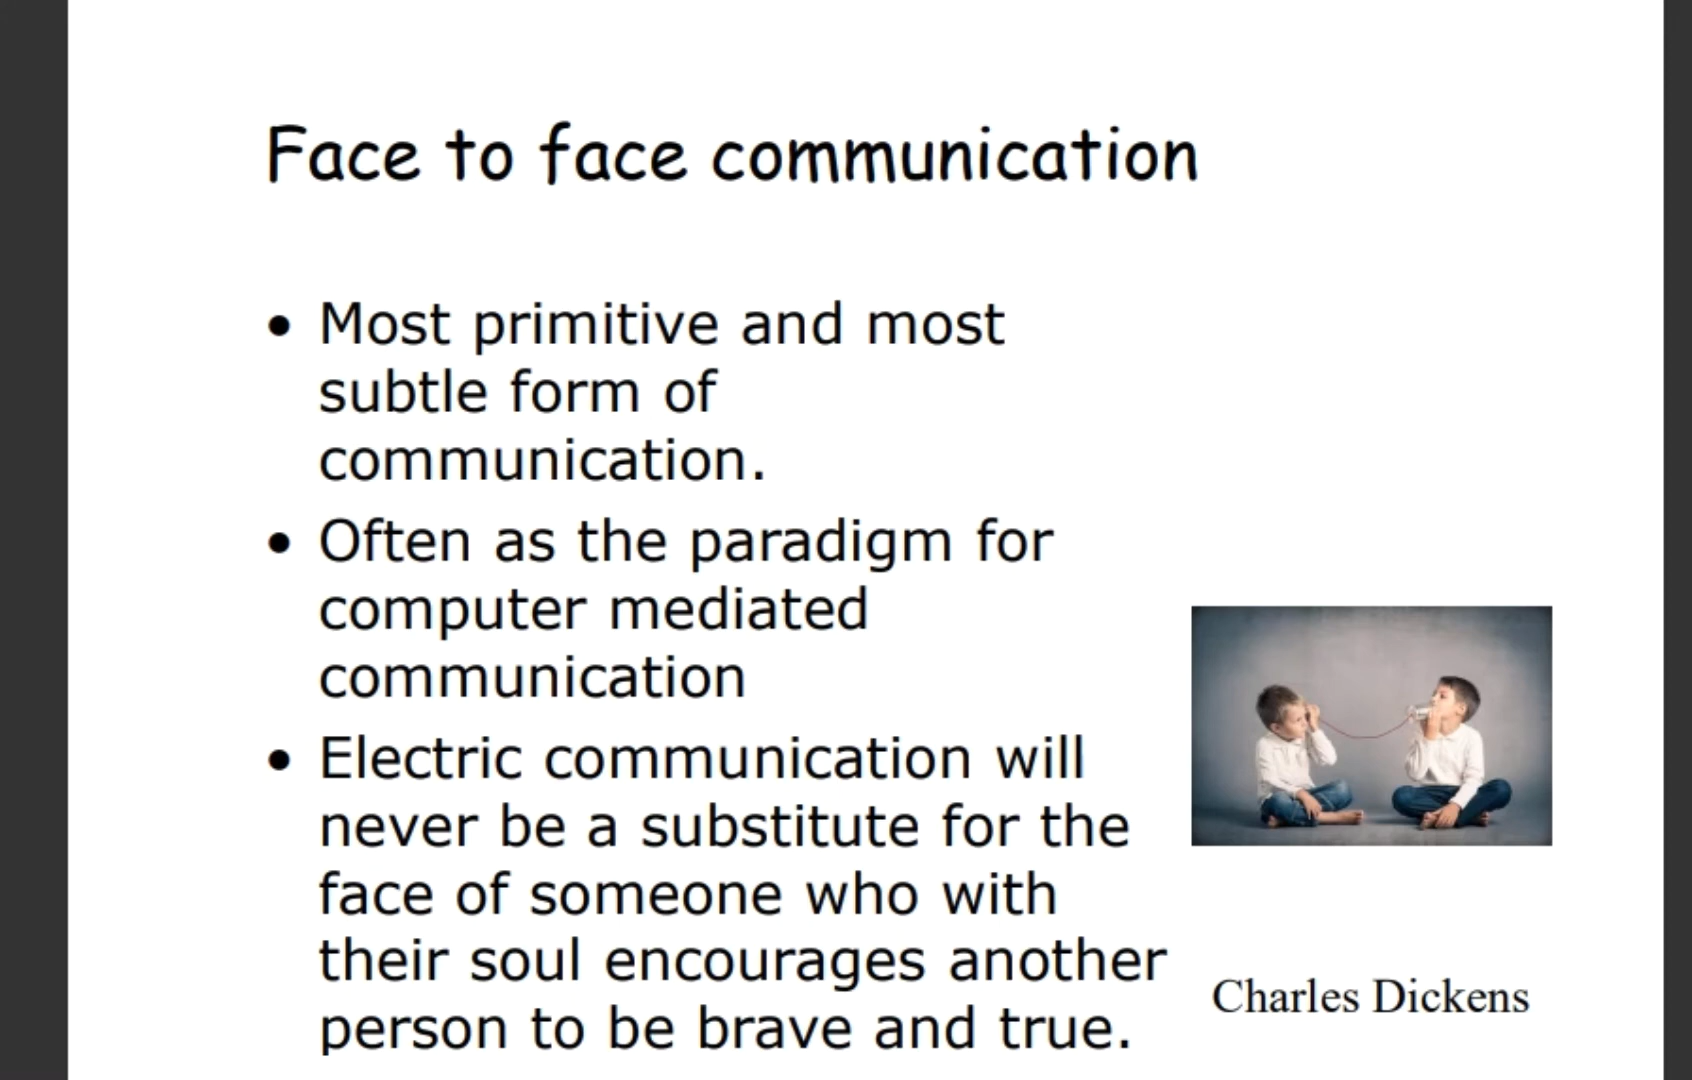 Face to face communication
• Most primitive and most
subtle form of
communication.
• Often as the paradigm for
computer mediated
communication
• Electric communication will
never be a substitute for the
face of someone who with
their soul encourages another
person to be brave and true.
Charles Dickens